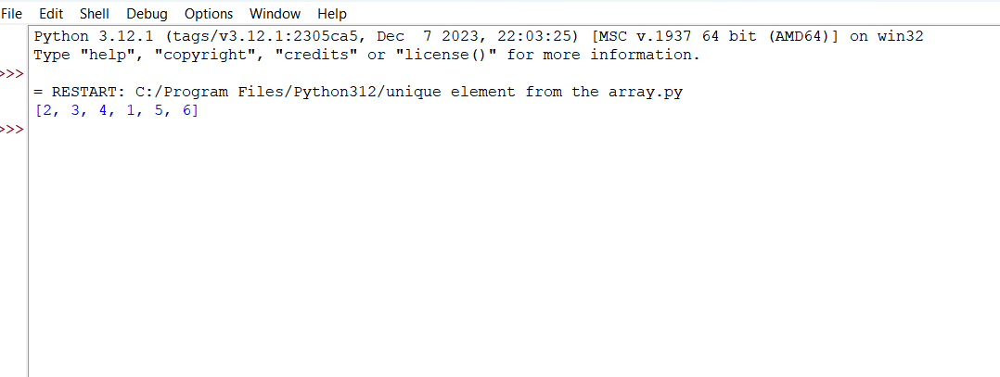 File Edit Shell Debug Options Window Help
Python 3.12.1 (tags/v3.12.1:2305ca5, Dec  7 2023, 22:03:25) [MSC v.1937 64 bit (AMD64)] on win32
Type "help", "copyright", "credits" or "license()" for more information.
>>>
= RESTART: C:/Program Files/Python312/unique element from the array.py
[2, 3, 4, 1, 5, 6]
>>>